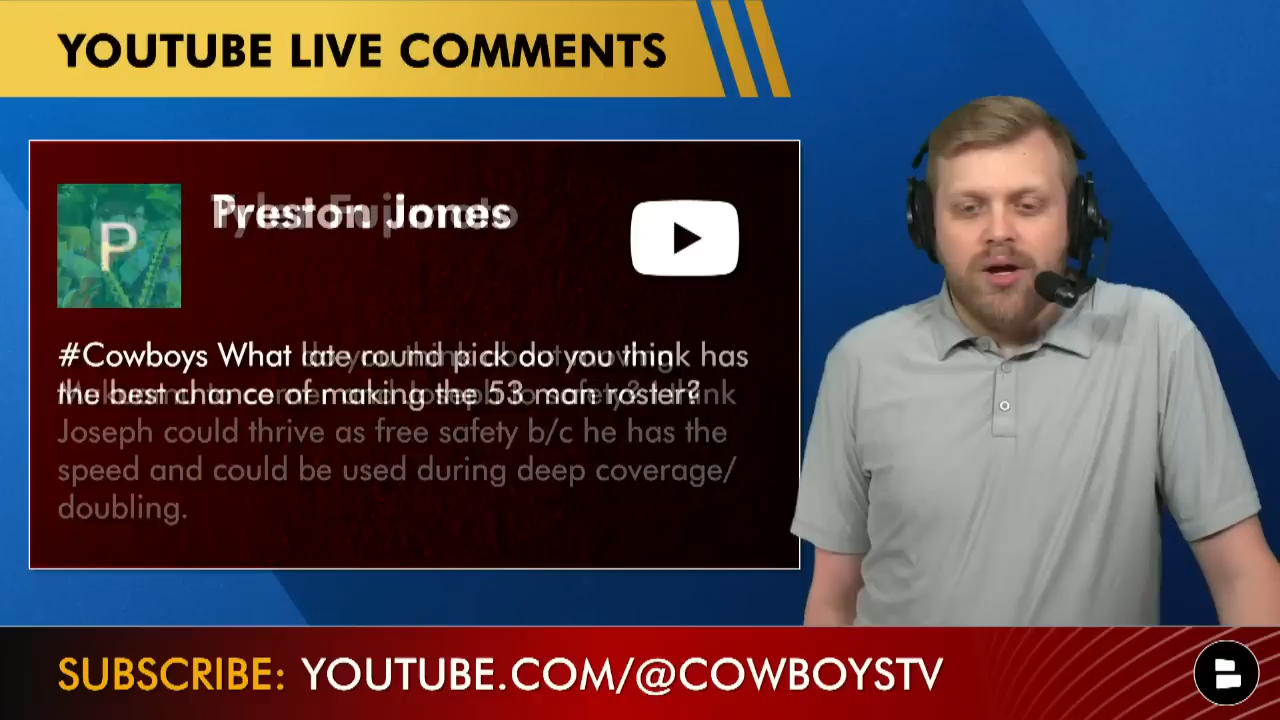 YOUTUBE LIVE COMMENTS
P
Preston Jones
#Cowboys What late round pick do you think has
the best chance of making the 53 man roster?
Joseph could thrive as free safety b/c he has the
speed and could be used during deep coverage/
doubling.
SUBSCRIBE: YOUTUBE.COM/@COWBOYSTV